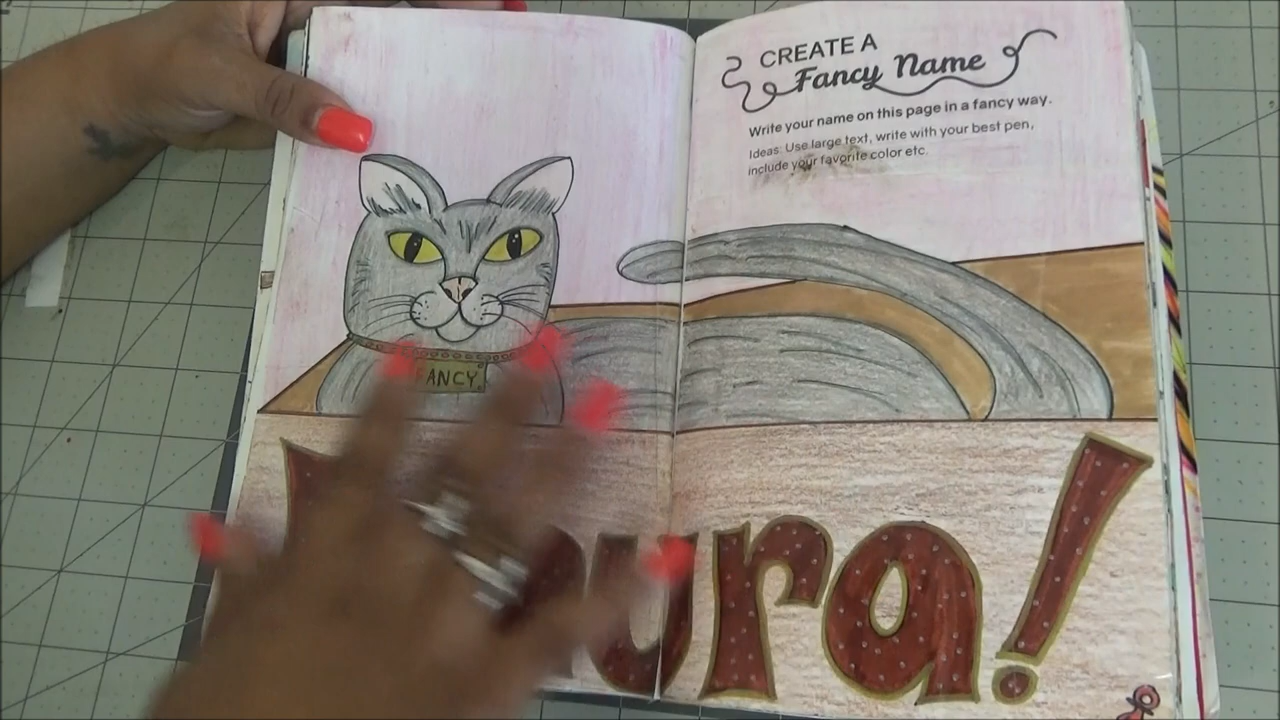 CREATE A
Fancy Name
Write your name on this page in a fancy way.
Ideas: Use large text, write with your best pen,
include your favorite color etc.
FANCY
ura!